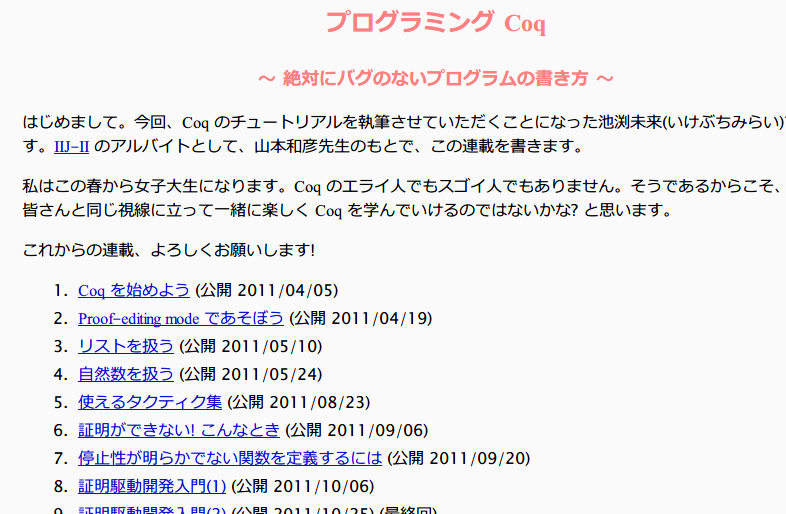 プログラミング Coq
～ 絶対にバグのないプログラムの書き方 ～
はじめまして。今回、Coq のチュートリアルを執筆させていただくことになった池渕未来(いけぶちみらい)
す。IIJ-II のアルバイトとして、山本和彦先生のもとで、この連載を書きます。
私はこの春から女子大生になります。Coq のエライ人でもスゴイ人でもありません。そうであるからこそ、
皆さんと同じ視線に立って一緒に楽しく Coq を学んでいけるのではないかな? と思います。
これからの連載、よろしくお願いします!
1. Coq を始めよう (公開 2011/04/05)
2. Proof-editing mode であそぼう (公開 2011/04/19)
3. リストを扱う (公開 2011/05/10)
4. 自然数を扱う (公開 2011/05/24)
5. 使えるタクティク集 (公開 2011/08/23)
6. 証明ができない! こんなとき (公開 2011/09/06)
7. 停止性が明らかでない関数を定義するには (公開 2011/09/20)
8. 証明駆動開発入門(1) (公開 2011/10/06)
9. 証明駆動開発入門(2) (公開 2011/10/25) (最終回)